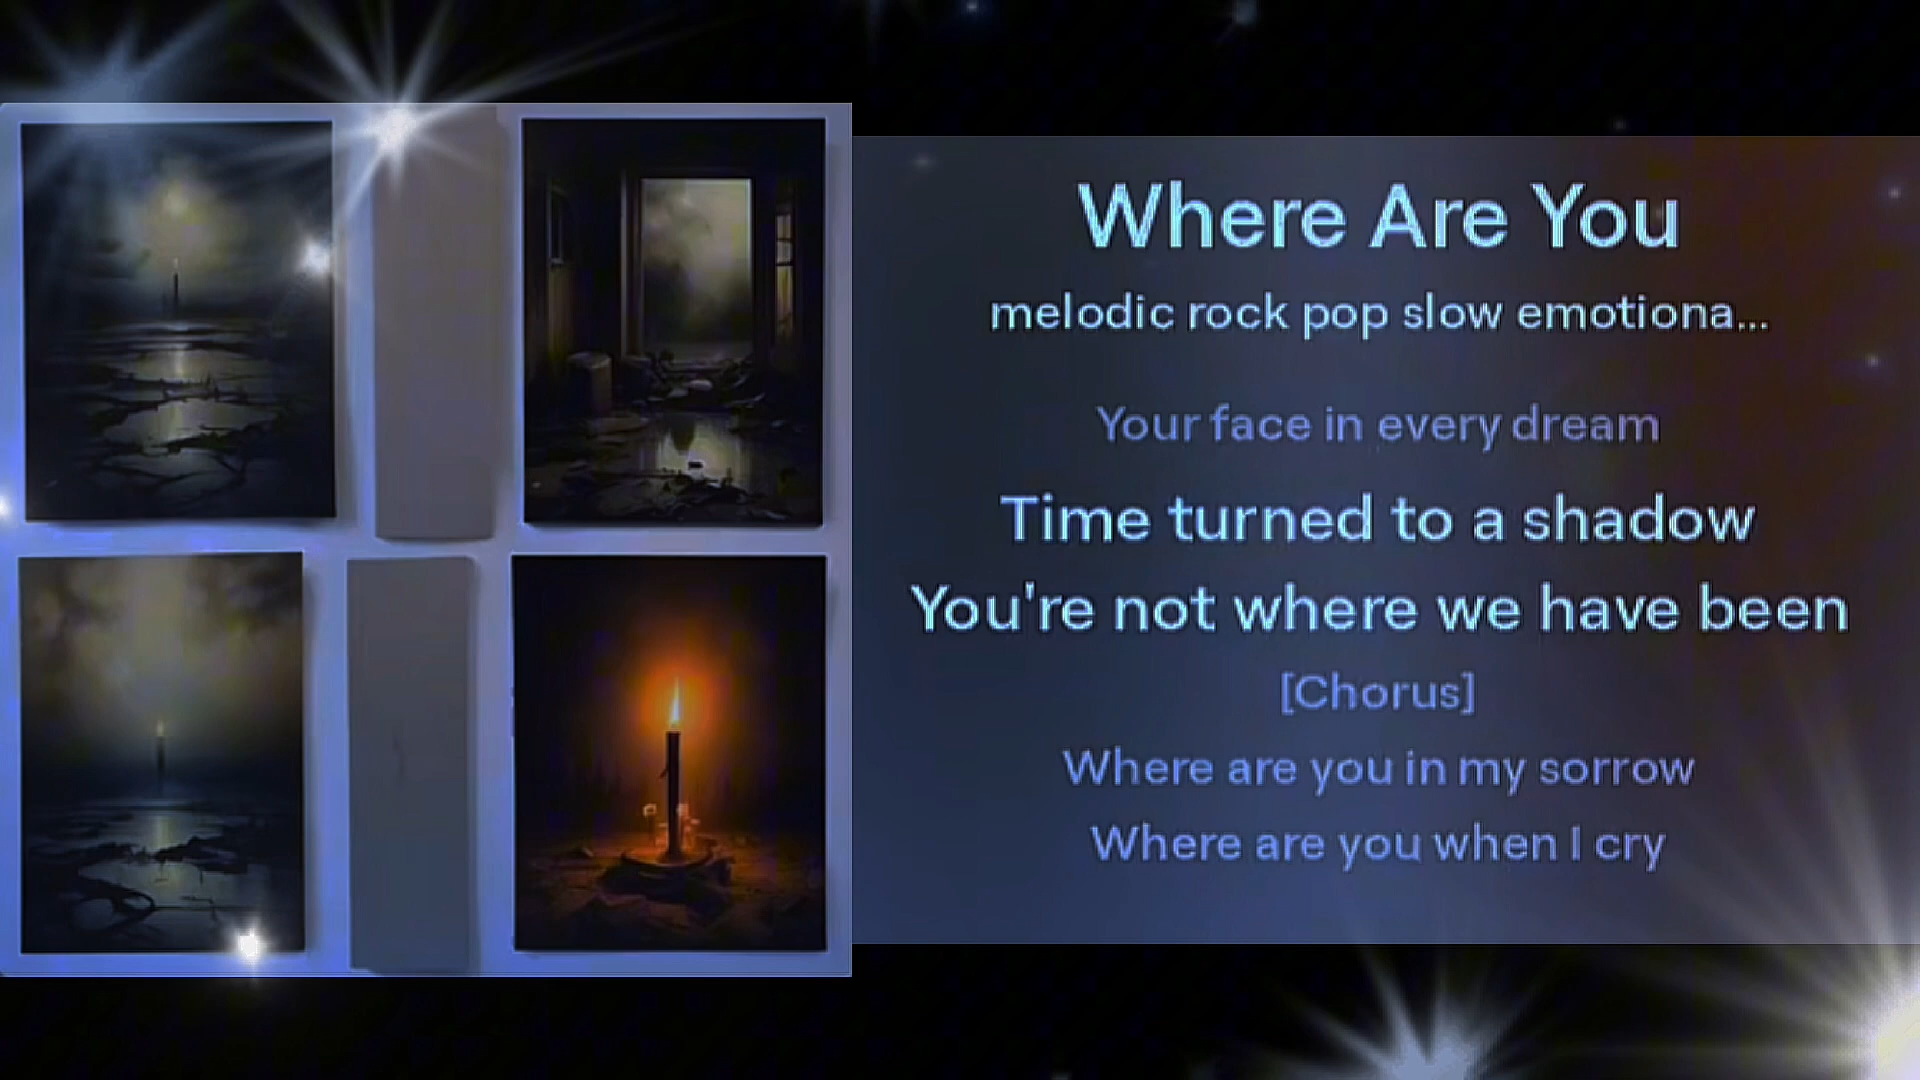 Where Are You
melodic rock pop slow emotiona...
Your face in every dream
Time turned to a shadow
You're not where we have been
[Chorus]
Where are you in my sorrow
Where are you when I cry